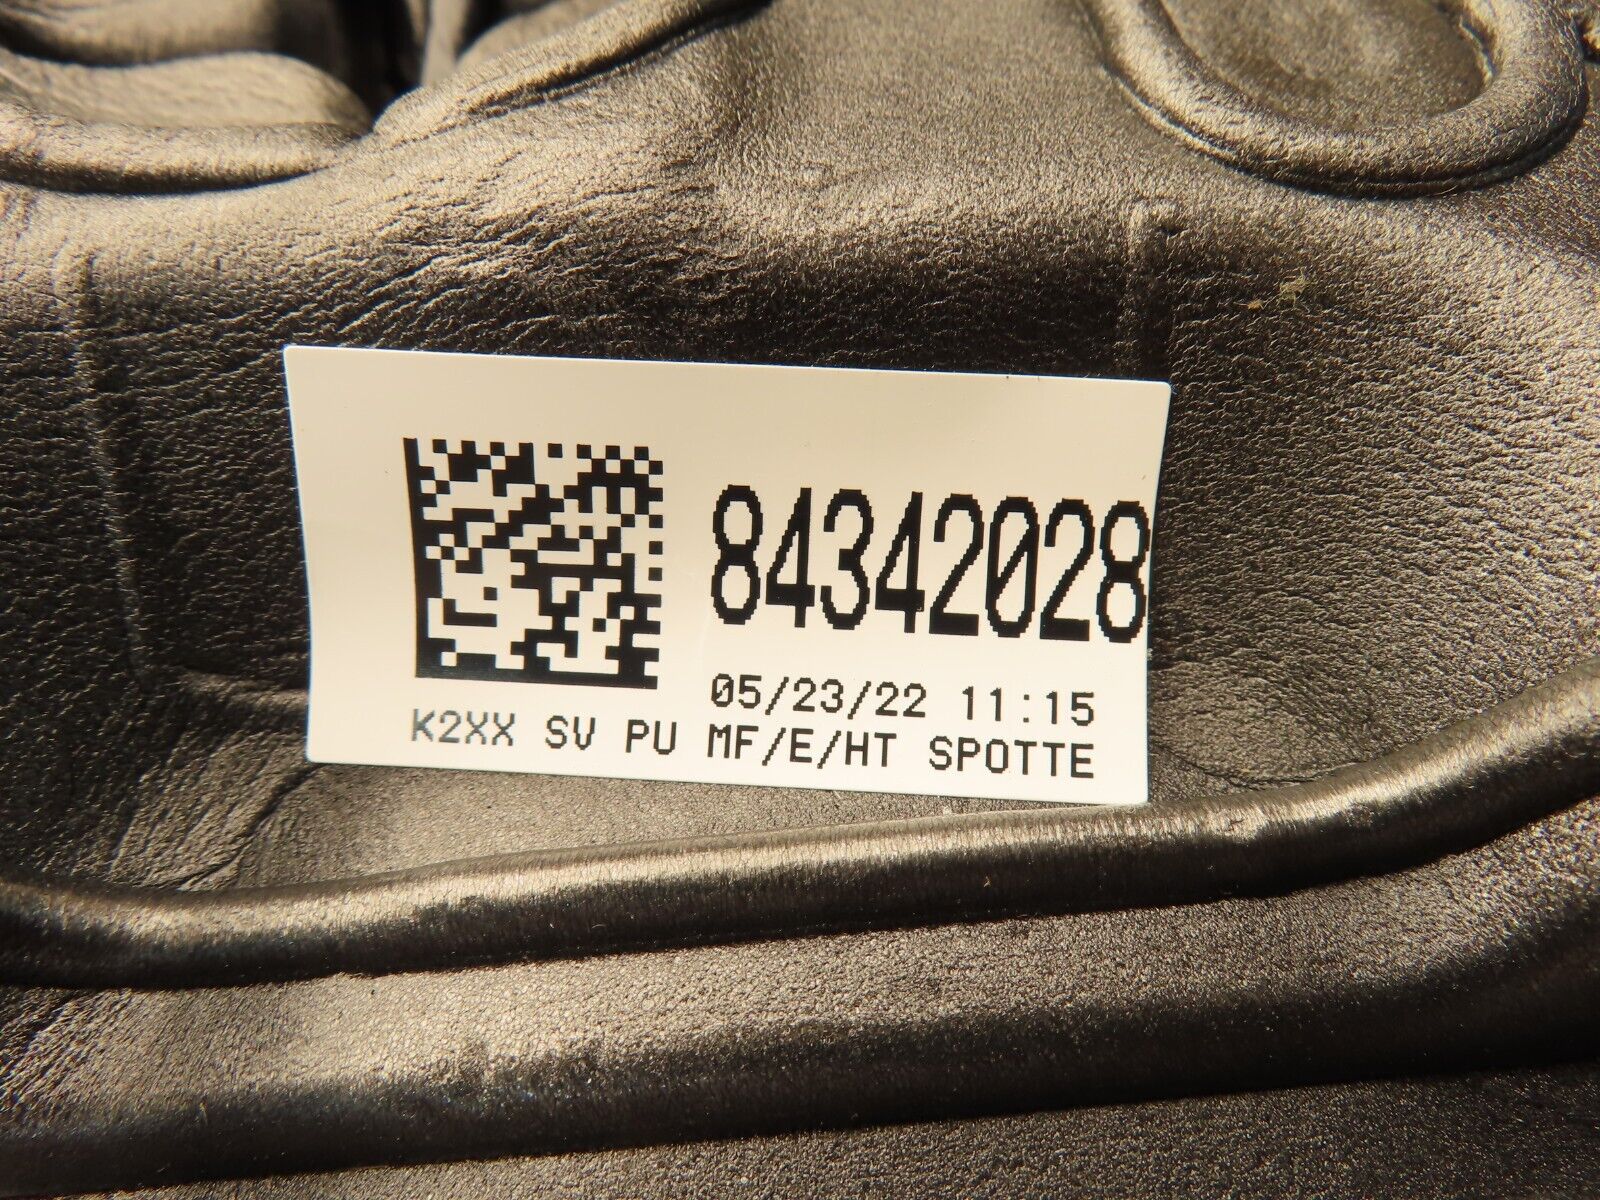 84342028
05/23/22 11:15
K2XX SV PU MF/E/HT SPOTTE